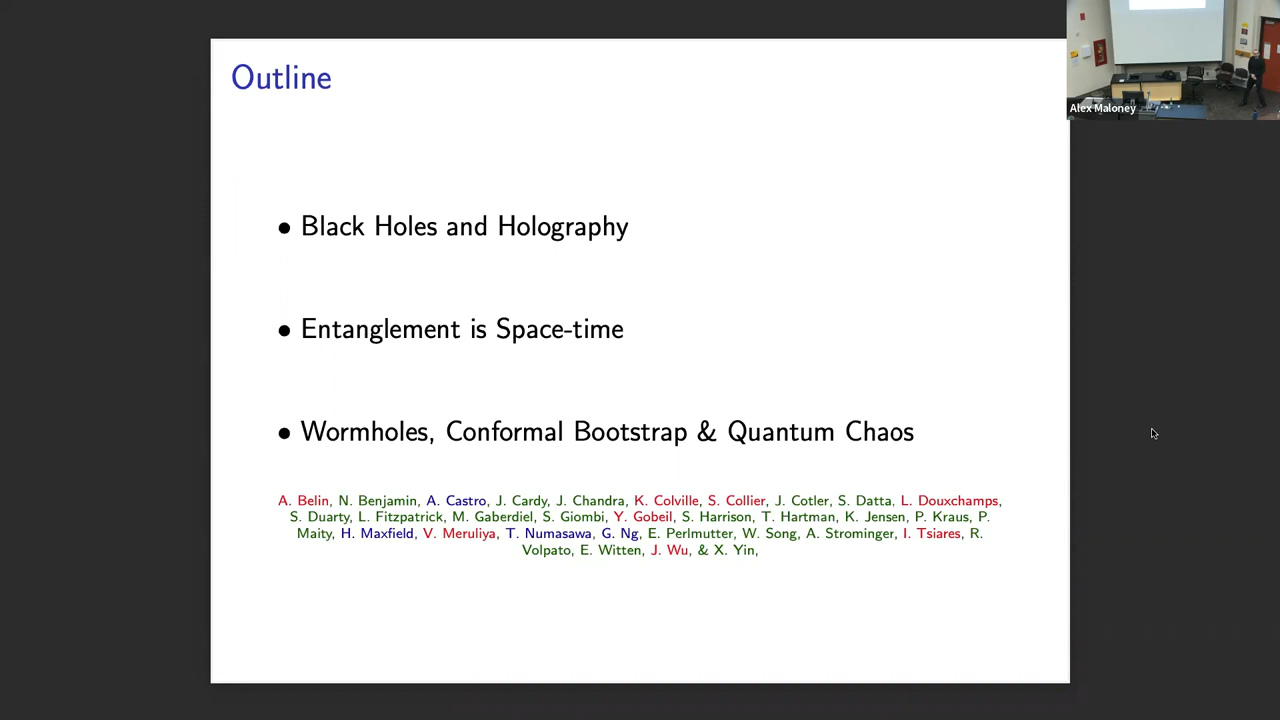 Outline
• Black Holes and Holography
• Entanglement is Space-time
• Wormholes, Conformal Bootstrap & Quantum Chaos
A. Belin, N. Benjamin, A. Castro, J. Cardy, J. Chandra, K. Colville, S. Collier, J. Cotler, S. Datta, L. Douxchamps,
S. Duarty, L. Fitzpatrick, M. Gaberdiel, S. Giombi, Y. Gobeil, S. Harrison, T. Hartman, K. Jensen, P. Kraus, P.
Maity, H. Maxfield, V. Meruliya, T. Numasawa, G. Ng, E. Perlmutter, W. Song, A. Strominger, I. Tsiares, R.
Volpato, E. Witten, J. Wu, & X. Yin,
Alex Maloney